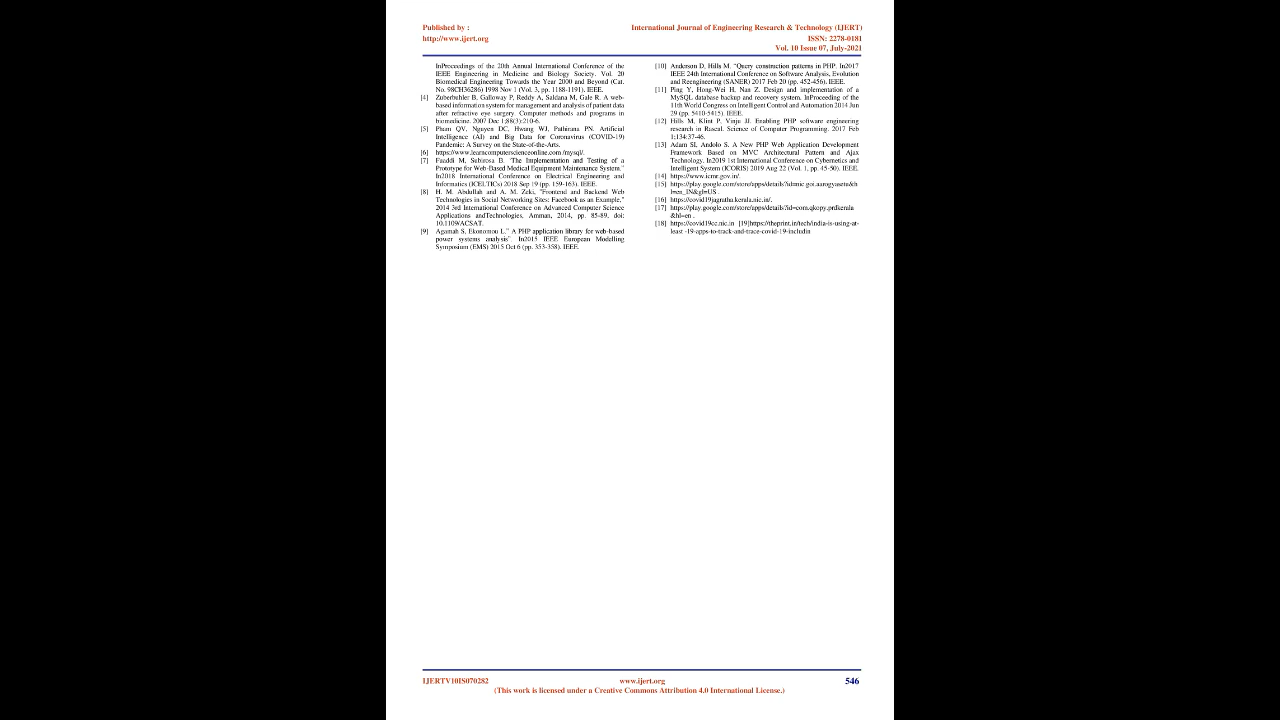 Published by :
http://www.ijert.org
International Journal of Engineering Research & Technology (IJERT)
ISSN: 2278-0181
Vol. 10 Issue 07, July-2021
InProceedings of the 20th Annual International Conference of the
IEEE Engineering in Medicine and Biology Society. Vol. 20
Biomedical Engineering Towards the Year 2000 and Beyond (Cat.
No. 98CH36286) 1998 Nov 1 (Vol. 3, pp. 1188-1191). IEEE.
[4] Zuberbuhler B, Galloway P, Reddy A, Saldana M, Gale R. A web-
based information system for management and analysis of patient data
after refractive eye surgery. Computer methods and programs in
biomedicine. 2007 Dec 1;88(3):210-6.
[5] Pham QV, Nguyen DC, Hwang WJ, Pathirana PN. Artificial
Intelligence (AI) and Big Data for Coronavirus (COVID-19)
Pandemic: A Survey on the State-of-the-Arts.
[6] https://www.learncomputerscienceonline.com /mysql/.
[7] Fuaddi M, Subirosa B. "The Implementation and Testing of a
Prototype for Web-Based Medical Equipment Maintenance System."
In2018 International Conference on Electrical Engineering and
Informatics (ICELTICs) 2018 Sep 19 (pp. 159-163). IEEE.
[8] H. M. Abdullah and A. M. Zeki, "Frontend and Backend Web
Technologies in Social Networking Sites: Facebook as an Example,"
2014 3rd International Conference on Advanced Computer Science
Applications andTechnologies, Amman, 2014, pp. 85-89. doi:
10.1109/ACSAT.
[9] Agamah S, Ekonomou L." A PHP application library for web-based
power systems analysis". In2015 IEEE European Modelling
Symposium (EMS) 2015 Oct 6 (pp. 353-358). IEEE.
[10] Anderson D, Hills M. "Query construction patterns in PHP. In2017
IEEE 24th International Conference on Software Analysis, Evolution
and Reengineering (SANER) 2017 Feb 20 (pp. 452-456). IEEE.
[11] Ping Y, Hong-Wei H, Nan Z. Design and implementation of a
MySQL database backup and recovery system. InProceeding of the
11th World Congress on Intelligent Control and Automation 2014 Jun
29 (pp. 5410-5415). IEEE.
[12] Hills M, Klint P, Vinju JJ. Enabling PHP software engineering
research in Rascal. Science of Computer Programming. 2017 Feb
1;134:37-46.
[13] Adam SI, Andolo S. A New PHP Web Application Development
Framework Based on MVC Architectural Pattern and Ajax
Technology. In2019 1st International Conference on Cybernetics and
Intelligent System (ICORIS) 2019 Aug 22 (Vol. 1, pp. 45-50). IEEE.
[14] https://www.icmr.gov.in/.
[15] https://play.google.com/store/apps/details?idmic.goi.aarogyasetu&h
l=en_IN&gl=US .
[16] https://covid19jagratha.kerala.nic.in/.
[17] https://play.google.com/store/apps/details?id=com.qkopy.prdkerala
&hl=en .
[18] https://covid19cc.nic.in [19]https://theprint.in/tech/india-is-using-at-
least -19-apps-to-track-and-trace-covid-19-includin
IJERTV10IS070282
www.ijert.org
546
(This work is licensed under a Creative Commons Attribution 4.0 International License.)